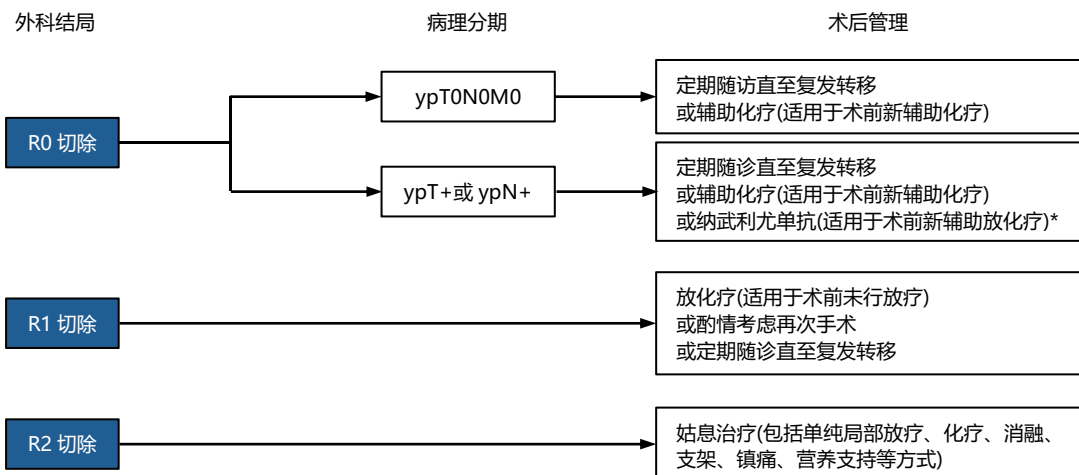 外科结局
病理分期
术后管理
R0 切除
ypT0N0M0
定期随访直至复发转移
或辅助化疗(适用于术前新辅助化疗)
ypT+或 ypN+
定期随诊直至复发转移
或辅助化疗(适用于术前新辅助化疗)
或纳武利尤单抗(适用于术前新辅助放化疗)*
R1 切除
放化疗(适用于术前未行放疗)
或酌情考虑再次手术
或定期随诊直至复发转移
R2 切除
姑息治疗(包括单纯局部放疗、化疗、消融、
支架、镇痛、营养支持等方式)